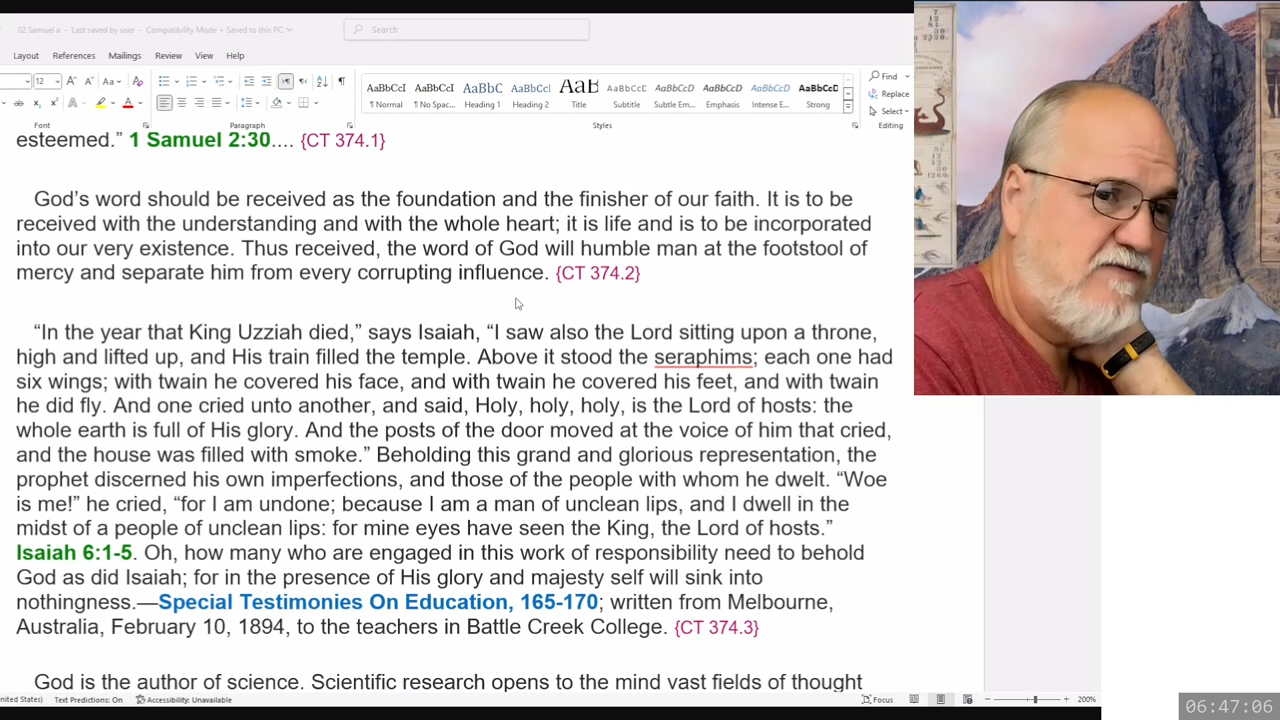 02 Samuel a - Last saved by user - Compatibility Mode • Saved to this PC
Search
Layout References Mailings Review View Help
12 A A Aa
AaBbCcI AaBbCcI AaBbC AaBbCcI AaB AaBbCcD AaBbCcD AaBbCcD AaBbCcD AaBbCcD
¶ Normal ¶ No Spac... Heading 1 Heading 2 Title Subtitle Subtle Em... Emphasis Intense E... Strong
Find
Replace
Select
Font Paragraph Styles Editing
esteemed.” 1 Samuel 2:30.... {CT 374.1}
God’s word should be received as the foundation and the finisher of our faith. It is to be
received with the understanding and with the whole heart; it is life and is to be incorporated
into our very existence. Thus received, the word of God will humble man at the footstool of
mercy and separate him from every corrupting influence. {CT 374.2}
“In the year that King Uzziah died,” says Isaiah, “I saw also the Lord sitting upon a throne,
high and lifted up, and His train filled the temple. Above it stood the seraphims; each one had
six wings; with twain he covered his face, and with twain he covered his feet, and with twain
he did fly. And one cried unto another, and said, Holy, holy, holy, is the Lord of hosts: the
whole earth is full of His glory. And the posts of the door moved at the voice of him that cried,
and the house was filled with smoke.” Beholding this grand and glorious representation, the
prophet discerned his own imperfections, and those of the people with whom he dwelt. “Woe
is me!” he cried, “for I am undone; because I am a man of unclean lips, and I dwell in the
midst of a people of unclean lips: for mine eyes have seen the King, the Lord of hosts.”
Isaiah 6:1-5. Oh, how many who are engaged in this work of responsibility need to behold
God as did Isaiah; for in the presence of His glory and majesty self will sink into
nothingness.—Special Testimonies On Education, 165-170; written from Melbourne,
Australia, February 10, 1894, to the teachers in Battle Creek College. {CT 374.3}
God is the author of science. Scientific research opens to the mind vast fields of thought
nited States) Text Predictions: On Accessibility: Unavailable Focus 200%
06:47:06